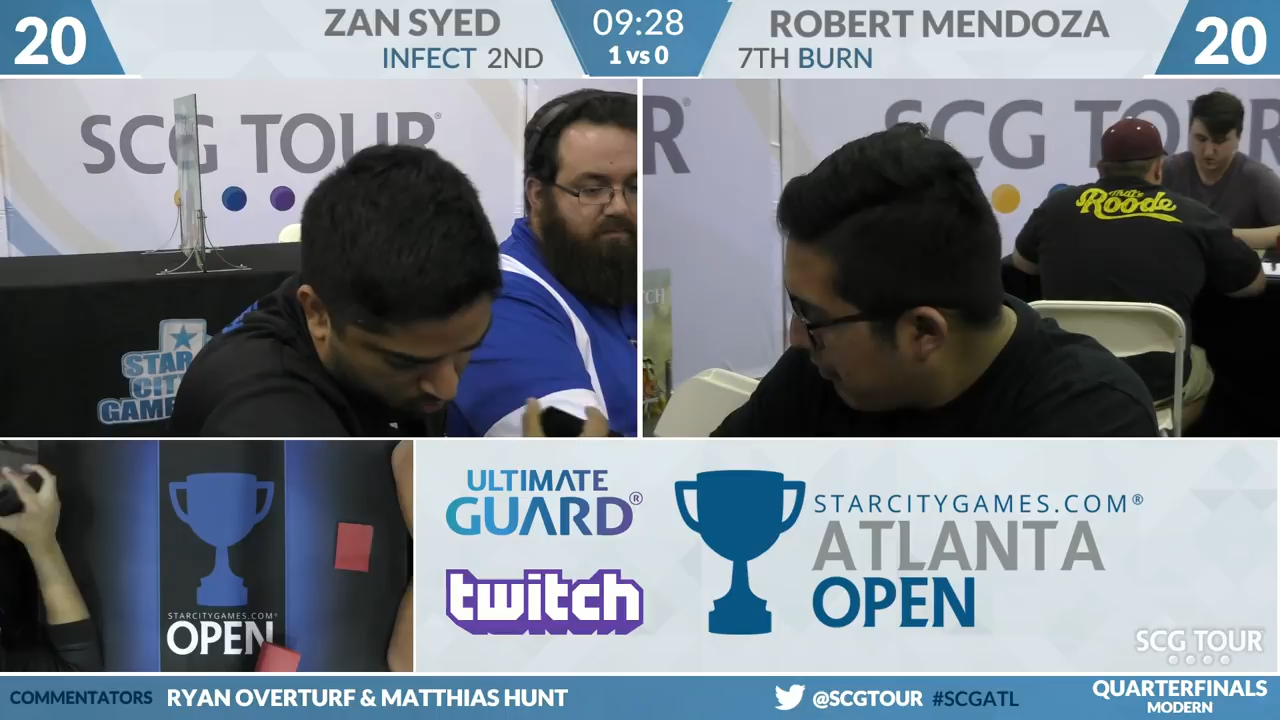 20
ZAN SYED
INFECT 2ND
09:28
1 vs 0
ROBERT MENDOZA
7TH BURN
20
SCG TOUR®
STAR
CITY
GAMES
R®
SCG TOUR
Roode
STARCITYGAMES.COM®
OPEN
ULTIMATE
GUARD®
twitch
STARCITYGAMES.COM®
ATLANTA
OPEN
SCG TOUR
COMMENTATORS RYAN OVERTURF & MATTHIAS HUNT
@SCGTOUR #SCGATL
QUARTERFINALS
MODERN